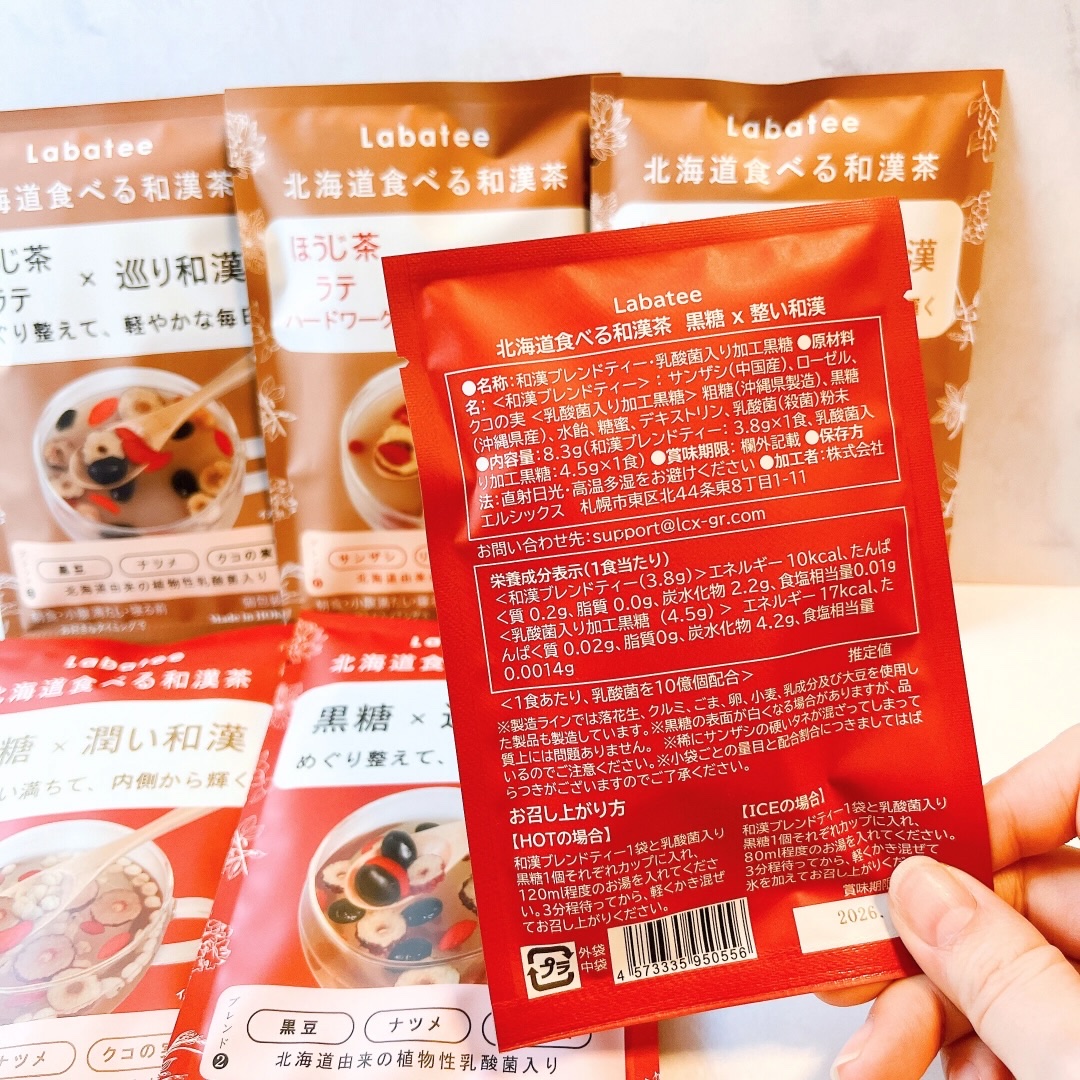 Labatee
海道食べる和漢茶
じ茶
ラテ
× 巡り和漢
ぐり整えて、軽やかな毎日
黒豆
ナツメ
クコの実
北海道由来の植物性乳酸菌入り
Labatee
北海道食べる和漢茶
ほうじ茶
ラテ
ハードワーク
サンザシ
北海道由来
Labatee
北海道食べる和漢茶
漢
く
Labatee
北海道食べる和漢茶 黒糖 x 整い和漢
●名称:和漢ブレンドティー・乳酸菌入り加工黒糖 ●原材料
名: <和漢ブレンドティー> : サンザシ(中国産)、ローゼル、
クコの実 <乳酸菌入り加工黒糖> 粗糖(沖縄県製造)、黒糖
(沖縄県産)、水飴、糖蜜、デキストリン、乳酸菌(殺菌)粉末
●内容量:8.3g(和漢ブレンドティー: 3.8g×1食、乳酸菌入
り加工黒糖:4.5g×1食) ●賞味期限: 欄外記載 ●保存方
法:直射日光・高温多湿をお避けください ●加工者:株式会社
エルシックス 札幌市東区北44条東8丁目1-11
お問い合わせ先:support@lcx-gr.com
栄養成分表示(1食当たり)
<和漢ブレンドティー(3.8g)>エネルギー 10kcal、たんぱ
く質 0.2g、脂質 0.0g、炭水化物 2.2g、食塩相当量0.01g
<乳酸菌入り加工黒糖 (4.5g) > エネルギー 17kcal、た
んぱく質 0.02g、脂質0g、炭水化物 4.2g、食塩相当量
0.0014g
推定値
<1食あたり、乳酸菌を10億個配合>
※製造ラインでは落花生、クルミ、ごま、卵、小麦、乳成分及び大豆を使用し
た製品も製造しています。※黒糖の表面が白くなる場合がありますが、品
質上には問題ありません。 ※稀にサンザシの硬いタネが混ざってしまって
いるのでご注意ください。※小袋ごとの量目と配合割合につきましてはば
らつきがございますのでご了承ください。
お召し上がり方
【HOTの場合】
和漢ブレンドティー1袋と乳酸菌入り
黒糖1個それぞれカップに入れ、
120ml程度のお湯を入れてくださ
い。3分程待ってから、軽くかき混ぜ
てお召し上がりください。
【ICEの場合】
和漢ブレンドティー1袋と乳酸菌入り
黒糖1個それぞれカップに入れ、
80ml程度のお湯を入れてください。
3分程待ってから、軽くかき混ぜて
氷を加えてお召し上がりくだ
賞味期限
2026.
プラ
外袋
中袋
4 573335 950556
Labatee
北海道食べる和漢茶
糖 × 潤い和漢
い満ちて、内側から輝く
ナツメ
クコの実
Labatee
北海道食べ
黒糖 ×
めぐり整えて、
ブレンド
2
黒豆
ナツメ
北海道由来の植物性乳酸菌入り